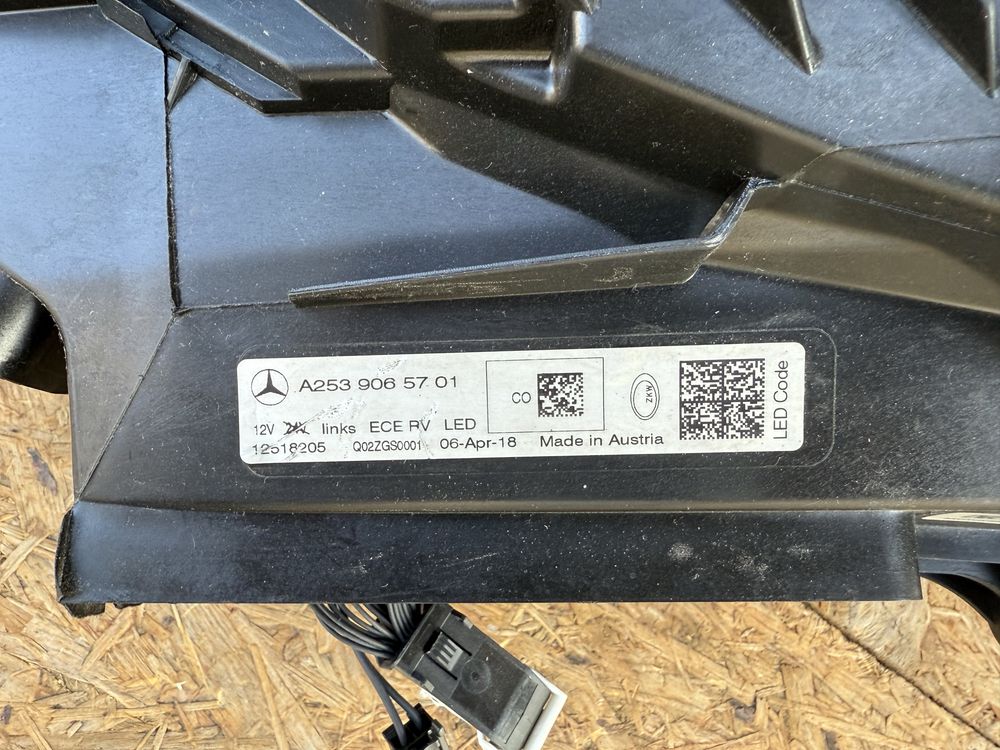 A253 906 57 01
CO
ZKW
LED Code
12V 24V links ECE RV LED
12518205 Q02ZGS0001 06-Apr-18 Made in Austria